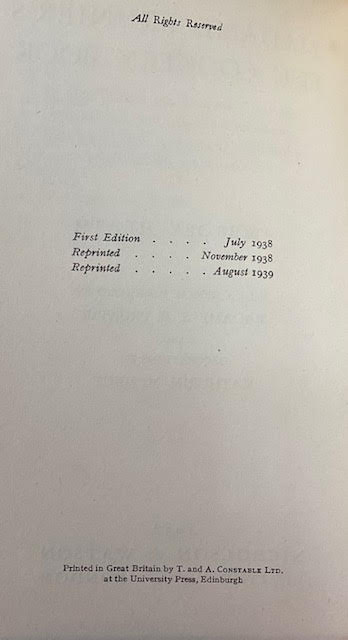 All Rights Reserved
First Edition . . . . July 1938
Reprinted . . . . November 1938
Reprinted . . . . . August 1939
Printed in Great Britain by T. and A. CONSTABLE LTD.
at the University Press, Edinburgh